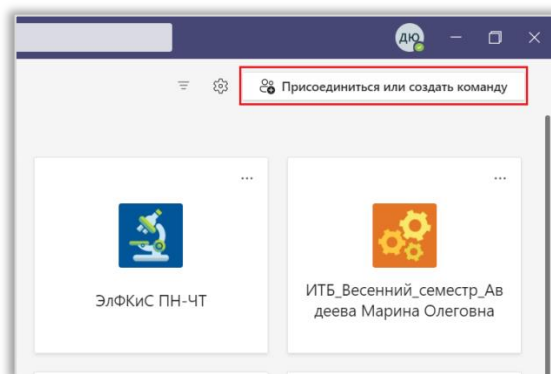 ДЮ
Присоединиться или создать команду
...
...
ЭлФКиС ПН-ЧТ
ИТБ_Весенний_семестр_Ав
деева Марина Олеговна